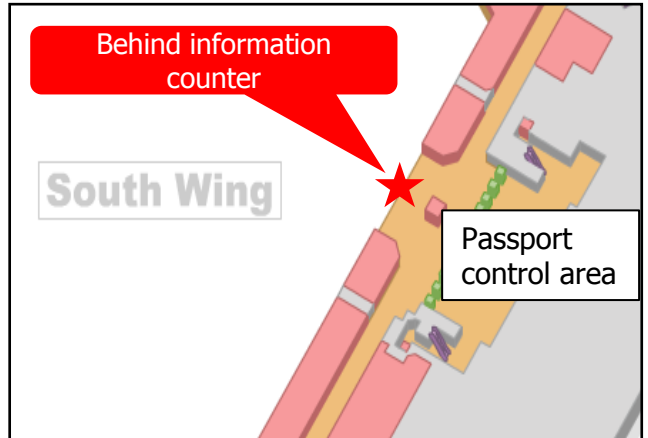 Behind information
counter
South Wing
Passport
control area